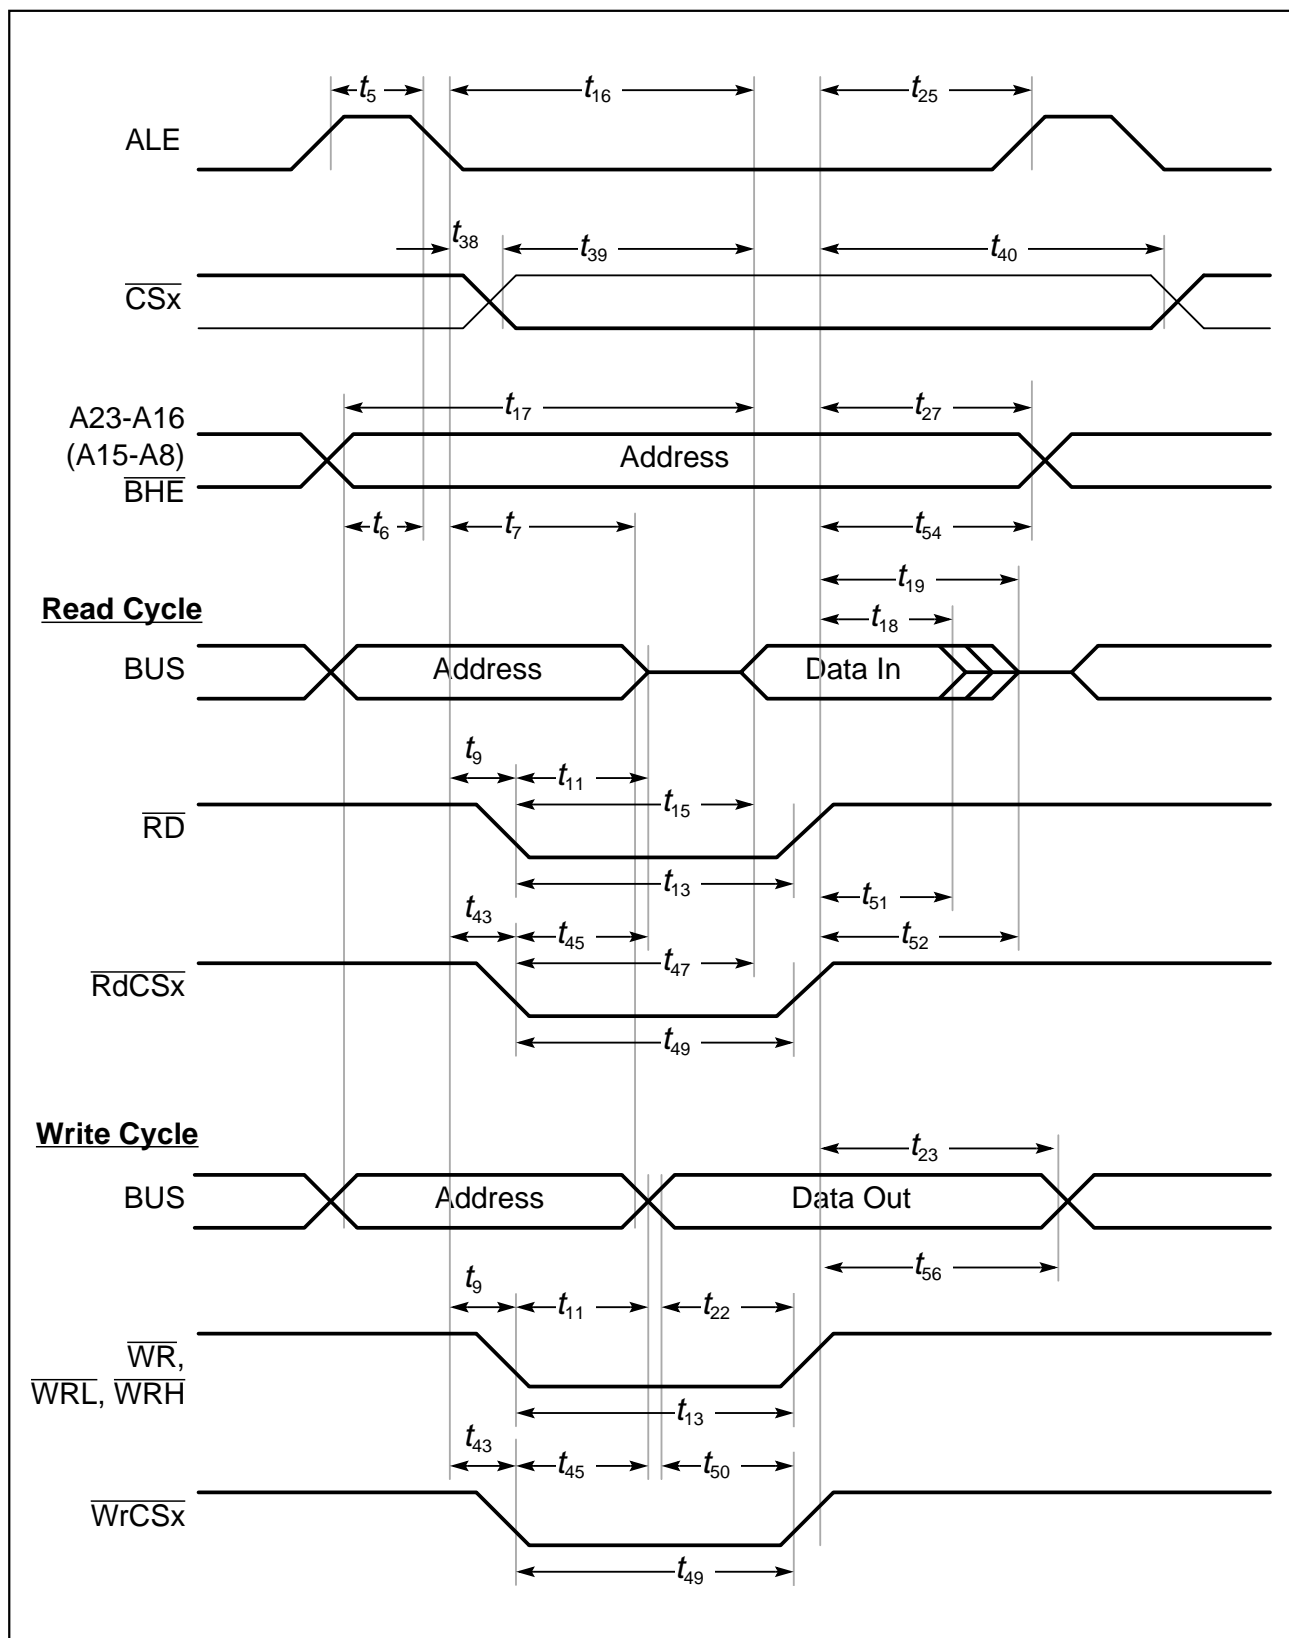 t5 t16 t25
ALE
t38 t39 t40
CSx
A23-A16 t17 t27
(A15-A8) Address
BHE
t6 t7 t54
t19
Read Cycle t18
BUS Address Data In
t9 t11
t15
RD
t13 t51
t43 t45 t52
t47
RdCSx
t49
Write Cycle
t23
BUS Address Data Out
t56
t9 t11 t22
WR,
WRL, WRH
t13
t43 t45 t50
WrCSx
t49